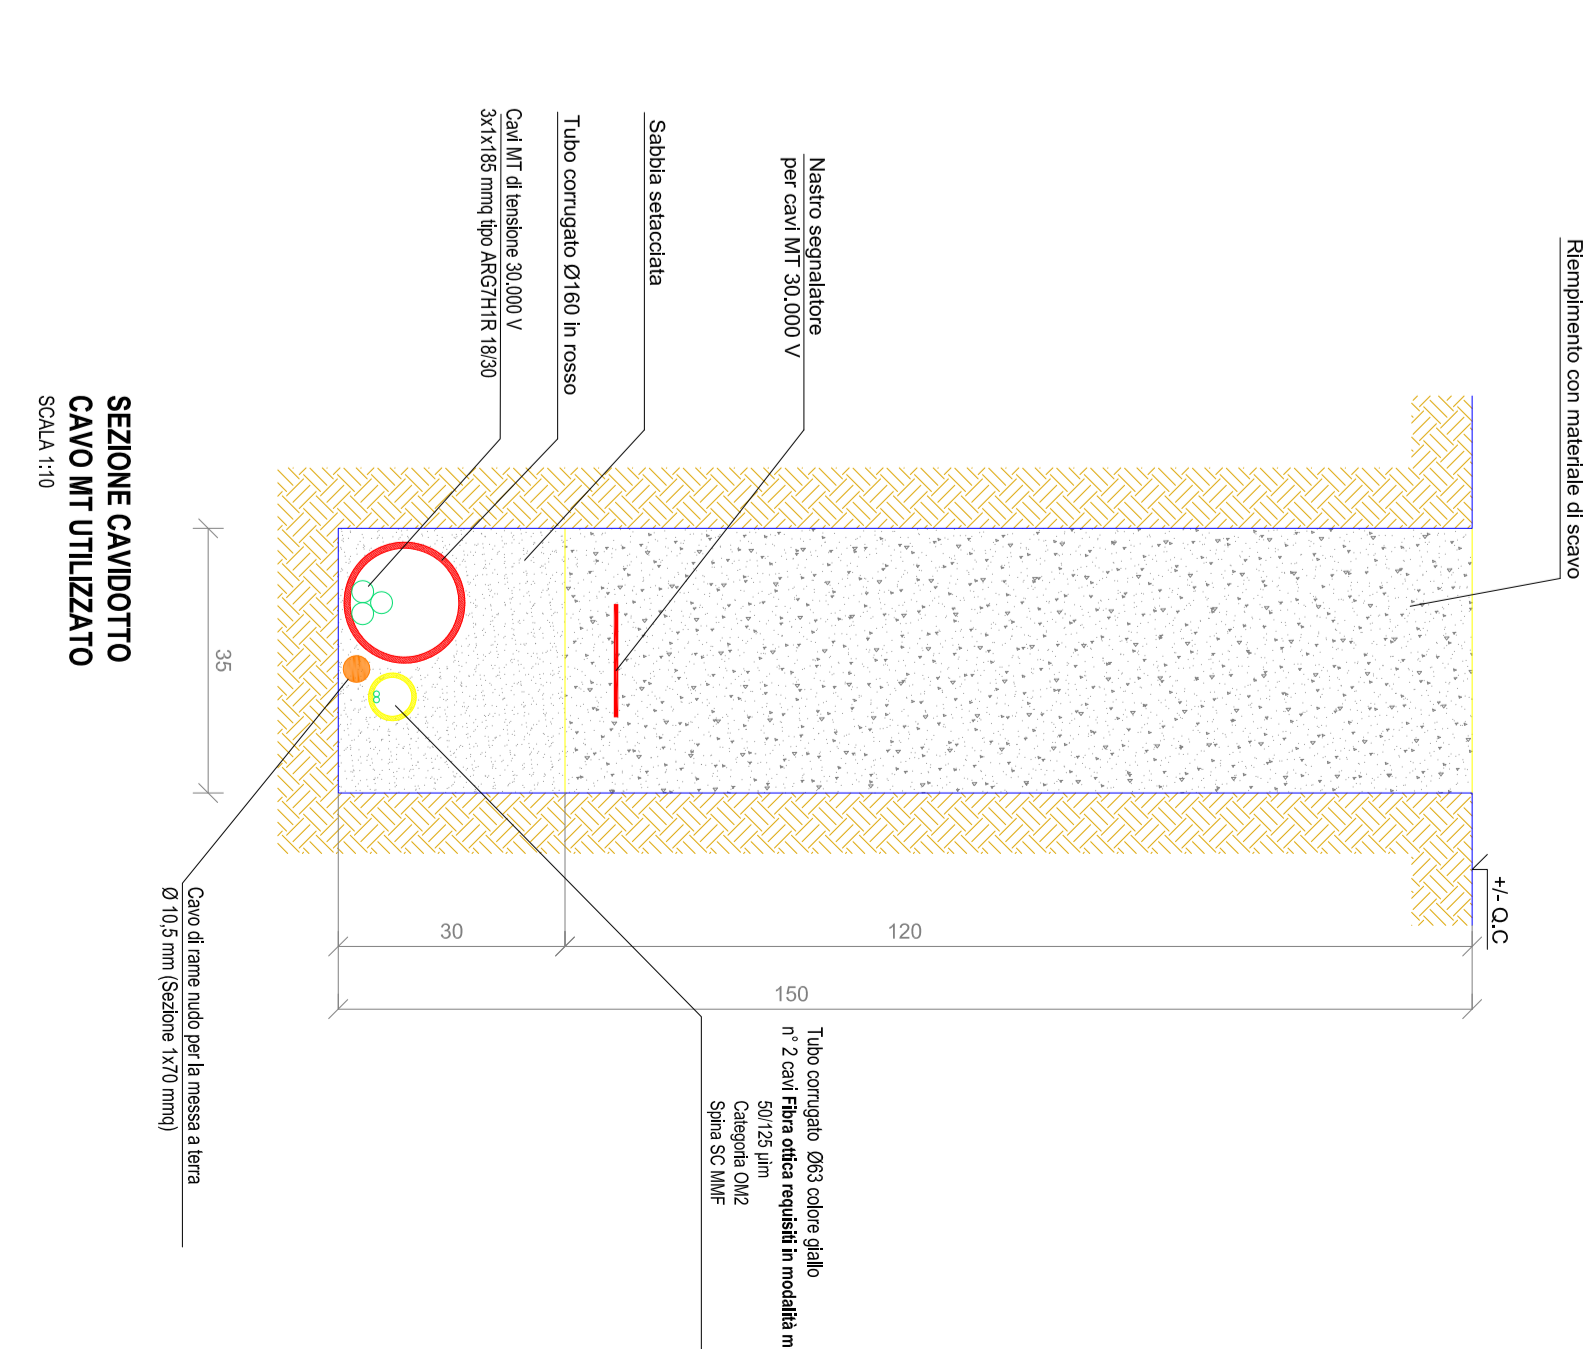 Riempimento con materiale di scavo
Nastro segnalatore
per cavi MT 30.000 V
Sabbia setacciata
Tubo corrugato Ø160 in rosso
Cavi MT di tensione 30.000 V
3x1x185 mmq tipo ARG7H1R 18/30
+/- Q.C
120
30
150
35
Tubo corrugato Ø63 colore giallo
n° 2 cavi Fibra ottica requisiti in modalità m
50/125 µìm
Categoria OM2
Spina SC MMF
Cavo di rame nudo per la messa a terra
Ø 10,5 mm (Sezione 1x70 mmq)
SEZIONE CAVIDOTTO
CAVO MT UTILIZZATO
SCALA 1:10